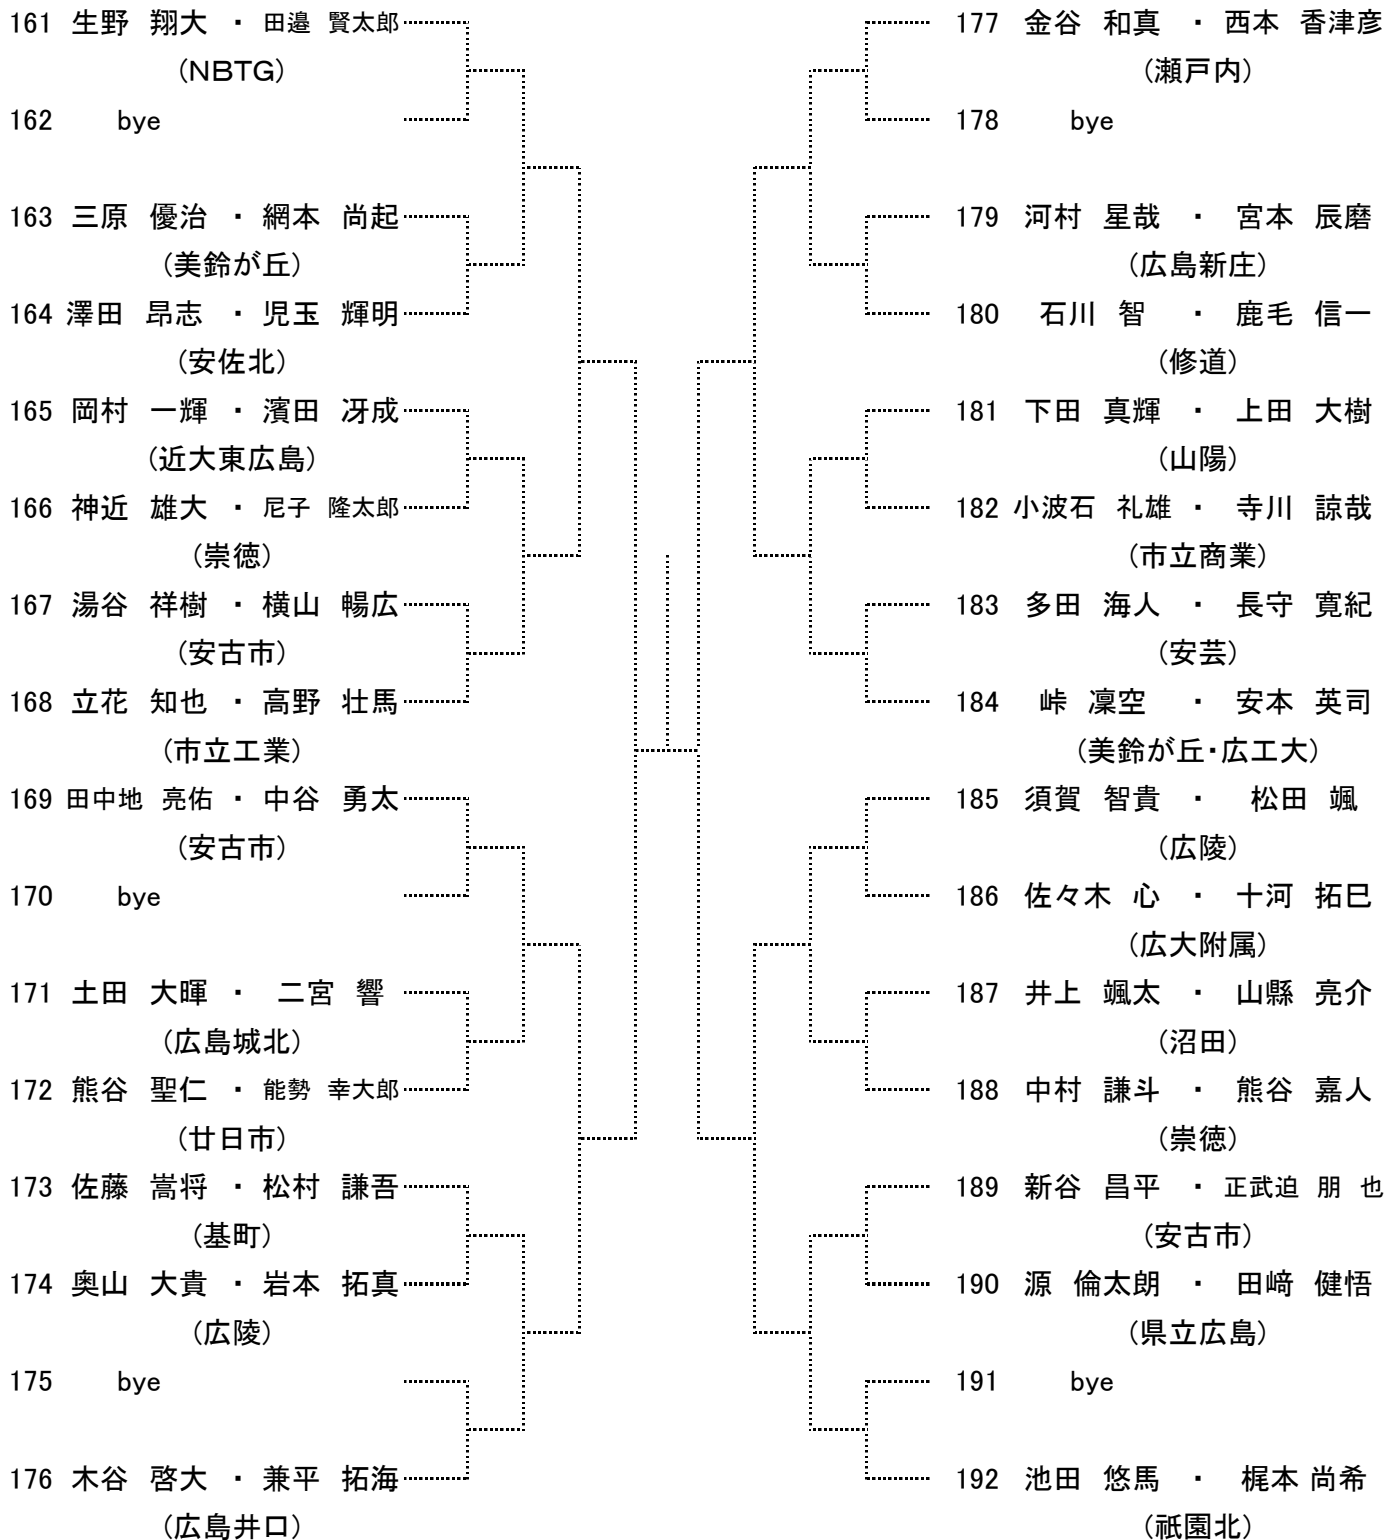 161 生野 翔大 ・ 田邉 賢太郎
(NBTG)
162 bye
163 三原 優治 ・ 網本 尚起
(美鈴が丘)
164 澤田 昂志 ・ 児玉 輝明
(安佐北)
165 岡村 一輝 ・ 濱田 冴成
(近大東広島)
166 神近 雄大 ・ 尼子 隆太郎
(崇徳)
167 湯谷 祥樹 ・ 横山 暢広
(安古市)
168 立花 知也 ・ 高野 壮馬
(市立工業)
169 田中地 亮佑 ・ 中谷 勇太
(安古市)
170 bye
171 土田 大暉 ・ 二宮 響
(広島城北)
172 熊谷 聖仁 ・ 能勢 幸大郎
(廿日市)
173 佐藤 嵩将 ・ 松村 謙吾
(基町)
174 奥山 大貴 ・ 岩本 拓真
(広陵)
175 bye
176 木谷 啓大 ・ 兼平 拓海
(広島井口)
177 金谷 和真 ・ 西本 香津彦
(瀬戸内)
178 bye
179 河村 星哉 ・ 宮本 辰磨
(広島新庄)
180 石川 智 ・ 鹿毛 信一
(修道)
181 下田 真輝 ・ 上田 大樹
(山陽)
182 小波石 礼雄 ・ 寺川 諒哉
(市立商業)
183 多田 海人 ・ 長守 寛紀
(安芸)
184 峠 凜空 ・ 安本 英司
(美鈴が丘・広工大)
185 須賀 智貴 ・ 松田 颯
(広陵)
186 佐々木 心 ・ 十河 拓巳
(広大附属)
187 井上 颯太 ・ 山縣 亮介
(沼田)
188 中村 謙斗 ・ 熊谷 嘉人
(崇徳)
189 新谷 昌平 ・ 正武迫 朋 也
(安古市)
190 源 倫太朗 ・ 田﨑 健悟
(県立広島)
191 bye
192 池田 悠馬 ・ 梶本 尚希
(祇園北)